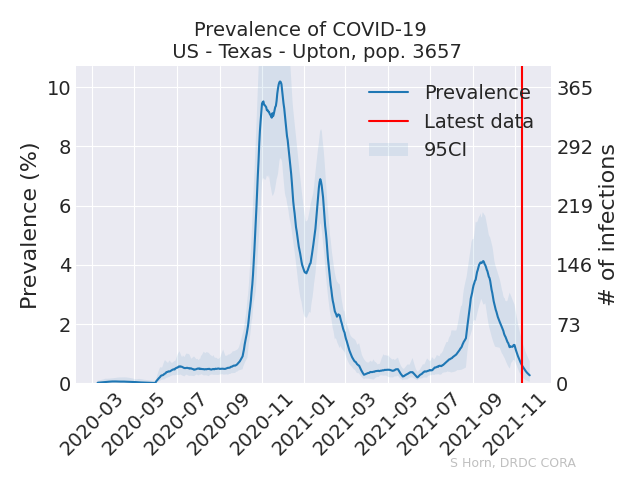 Prevalence of COVID-19
US - Texas - Upton, pop. 3657
Prevalence
Latest data
95CI
Prevalence (%)
10
8
6
4
2
0
365
292
219
146
73
0
# of infections
2020-03
2020-05
2020-07
2020-09
2020-11
2021-01
2021-03
2021-05
2021-07
2021-09
2021-11
S Horn, DRDC CORA